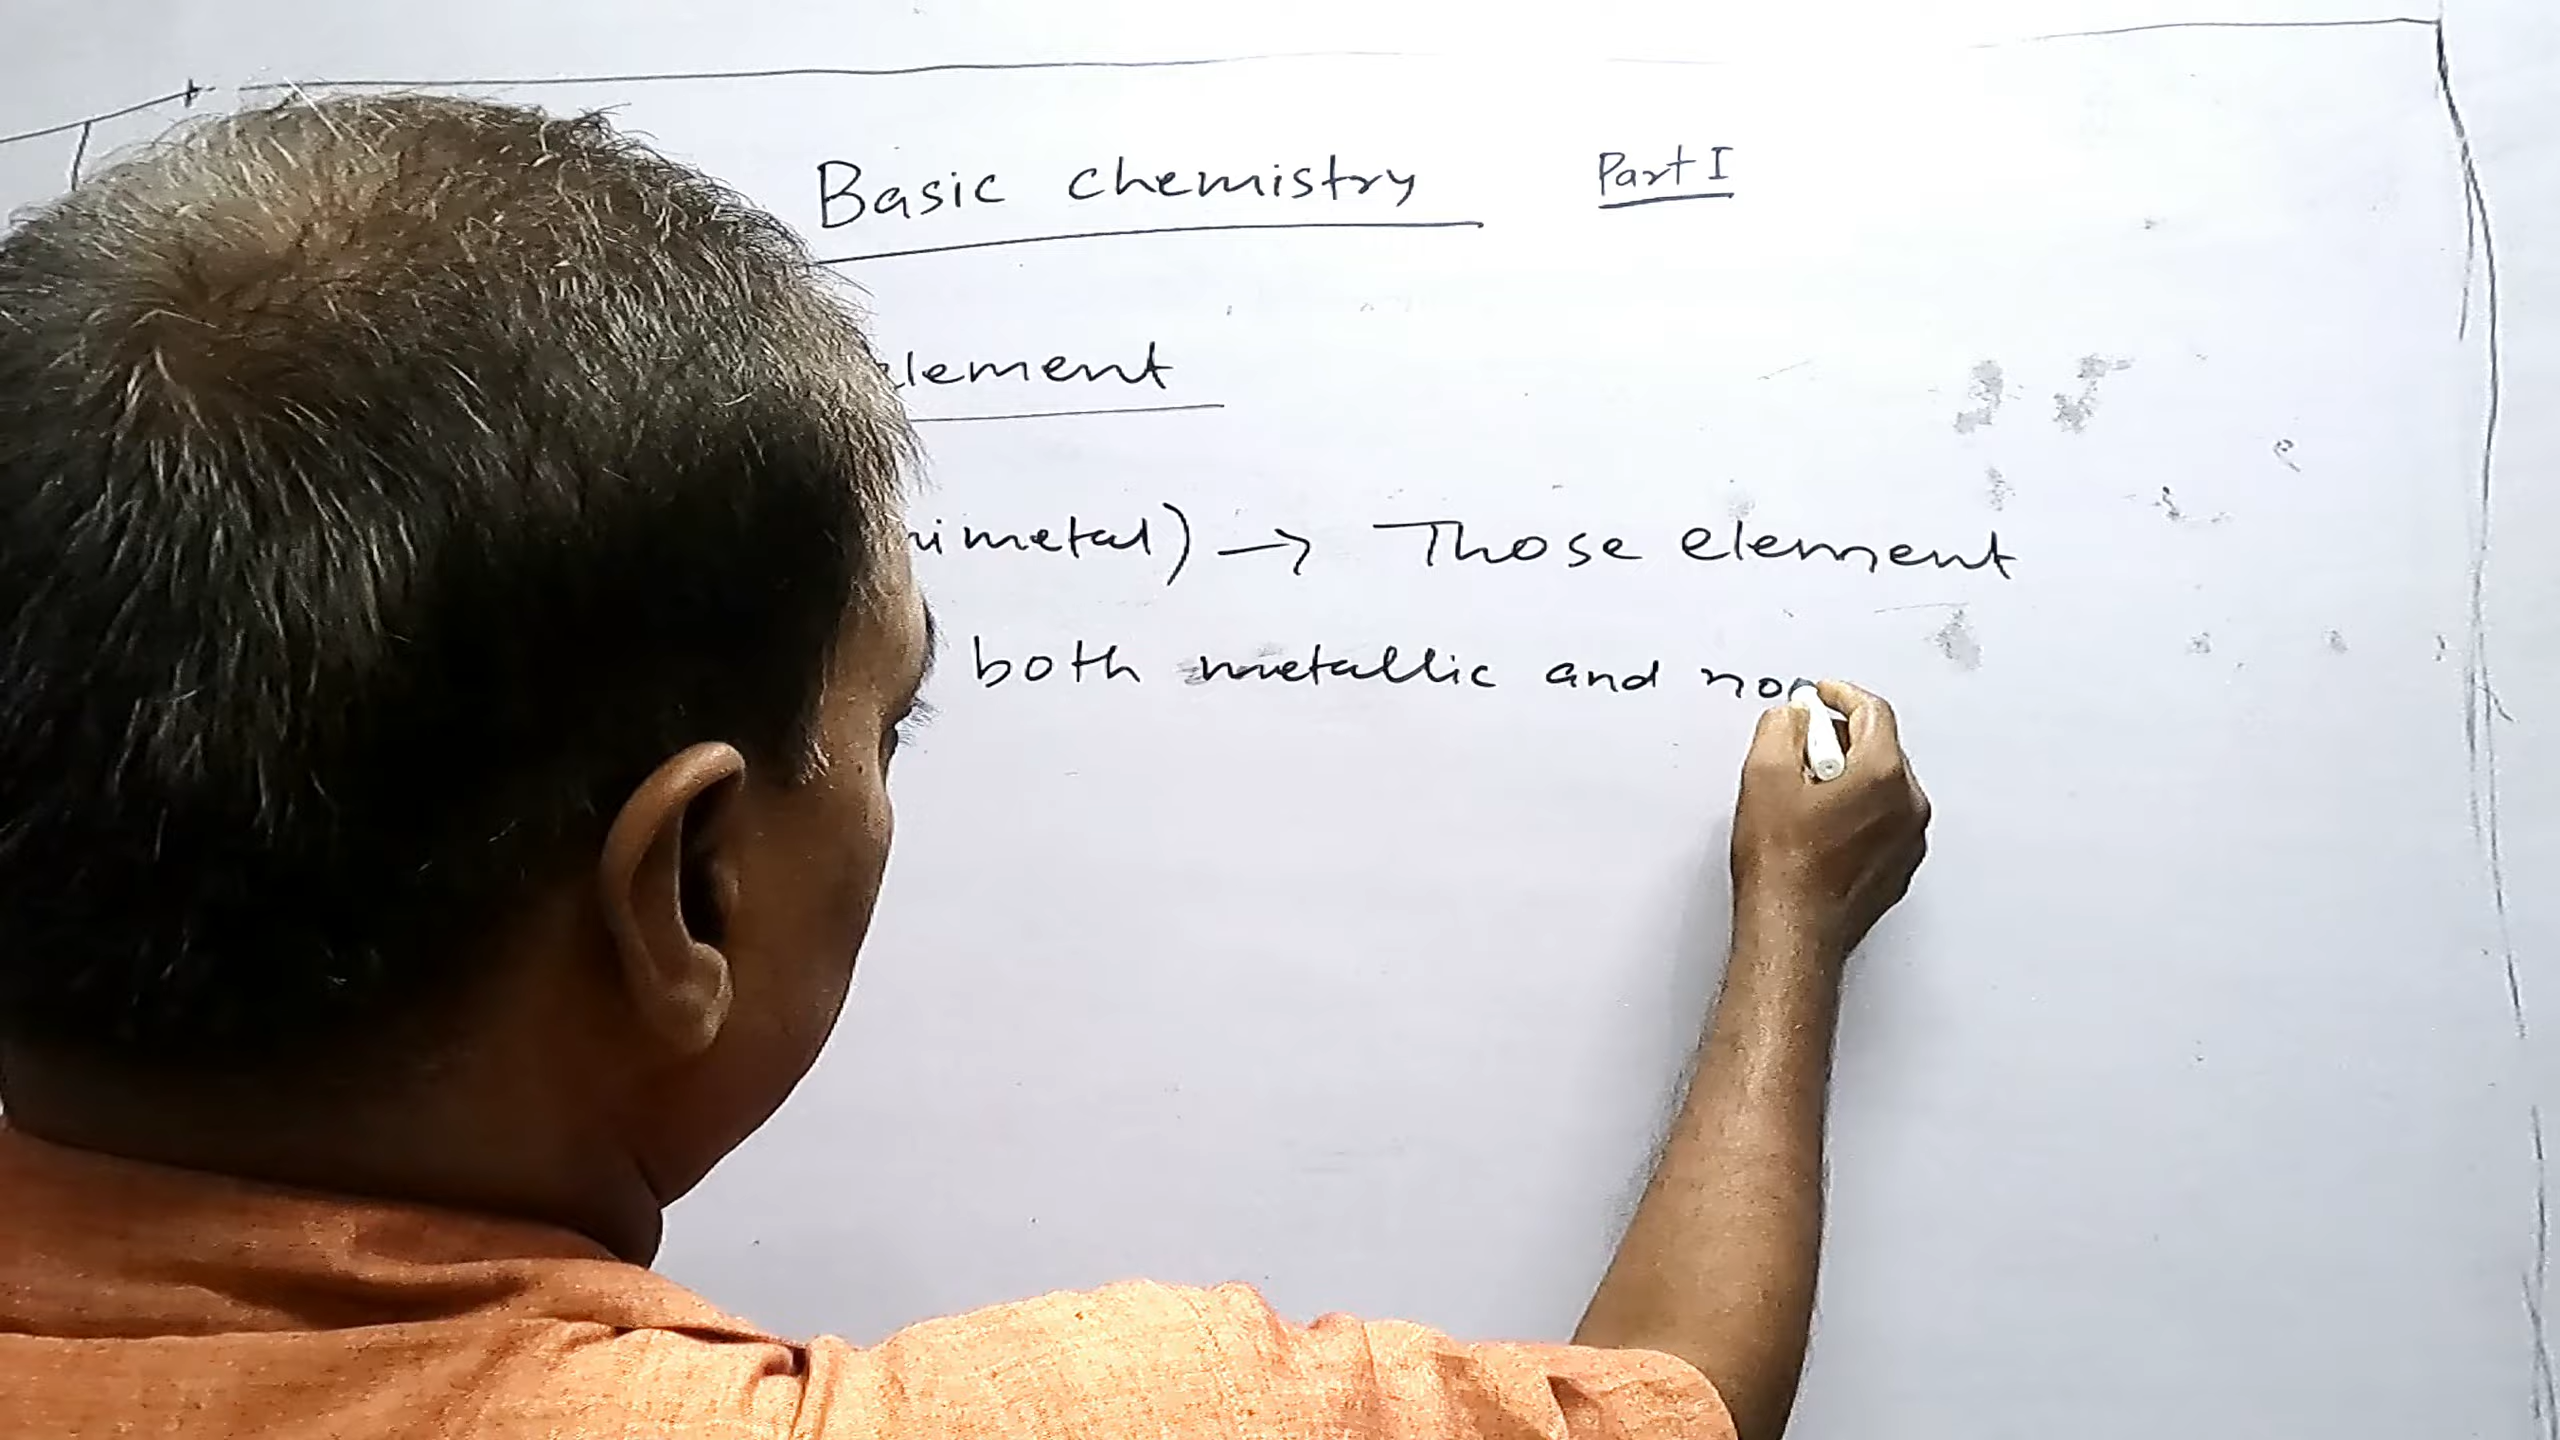 Basic chemistry Part I
element
imetal) → Those element
both metallic and no